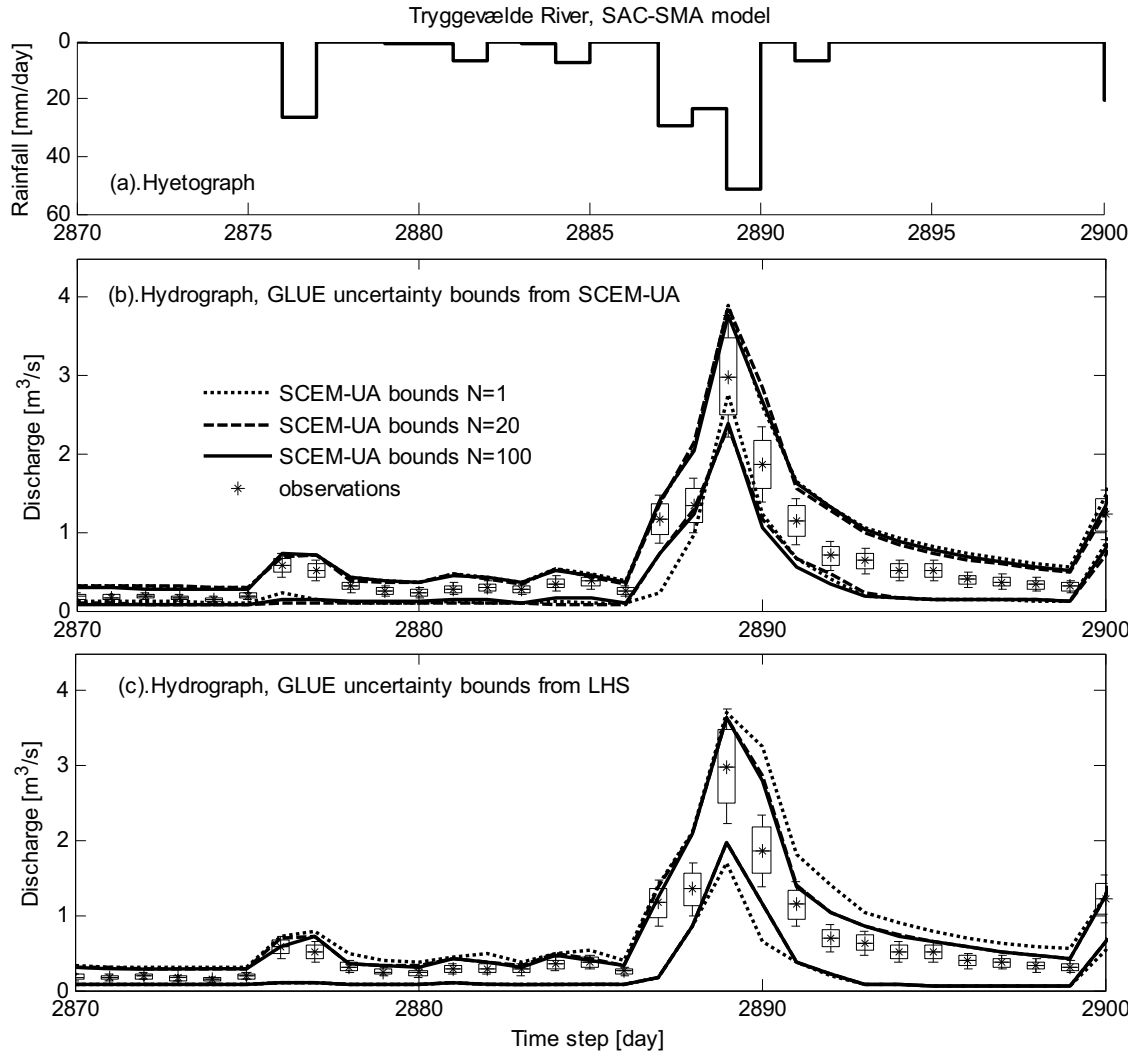 Tryggevælde River, SAC-SMA model
Rainfall [mm/day]
0
20
40
60
(a).Hyetograph
2870
2875
2880
2885
2890
2895
2900
Discharge [m³/s]
4
3
2
1
0
(b).Hydrograph, GLUE uncertainty bounds from SCEM-UA
SCEM-UA bounds N=1
SCEM-UA bounds N=20
SCEM-UA bounds N=100
observations
2870
2880
2890
2900
Discharge [m³/s]
4
3
2
1
0
(c).Hydrograph, GLUE uncertainty bounds from LHS
2870
2880
2890
2900
Time step [day]